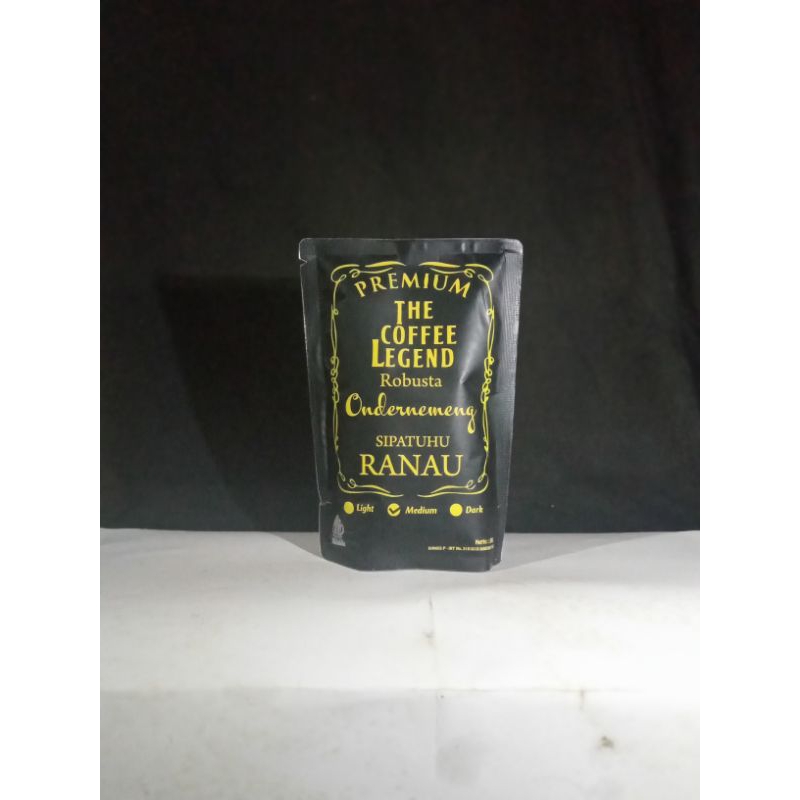 PREMIUM
THE
COFFEE
LEGEND
Robusta
Ondernemeng
SIPATUHU
RANAU
Light Medium Dark